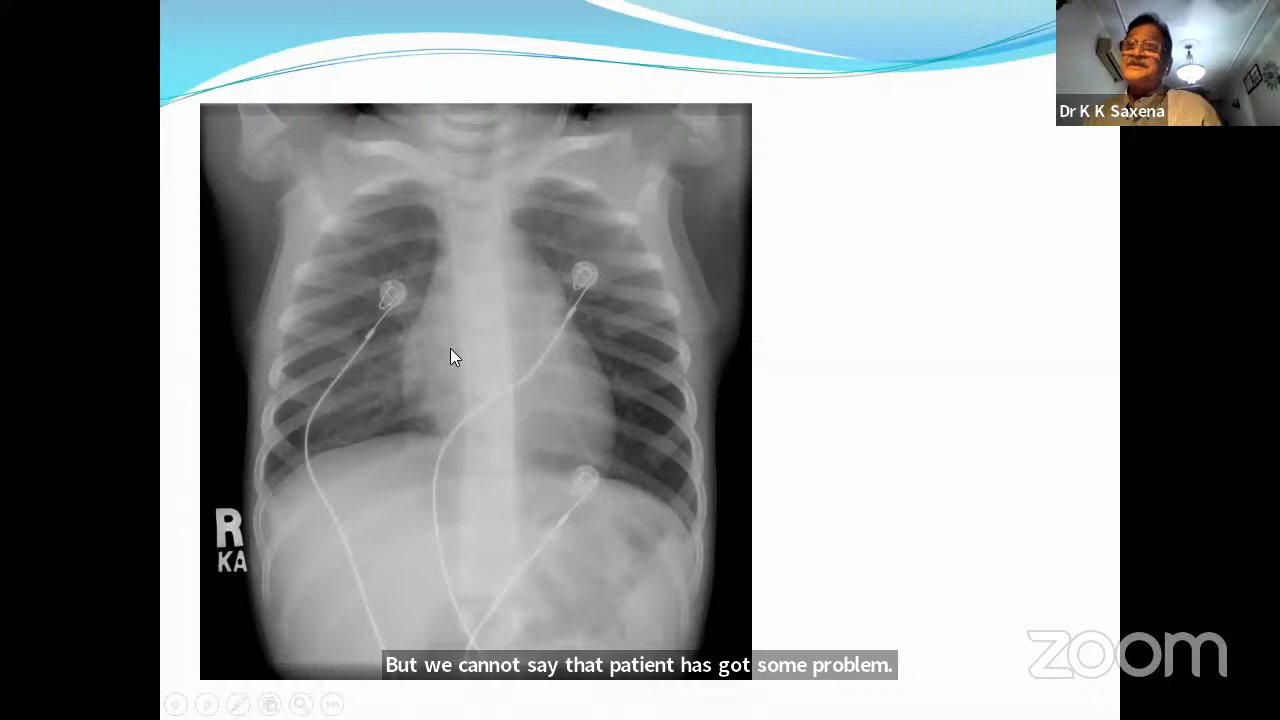 Dr K K Saxena
R
KA
But we cannot say that patient has got some problem.
zoom